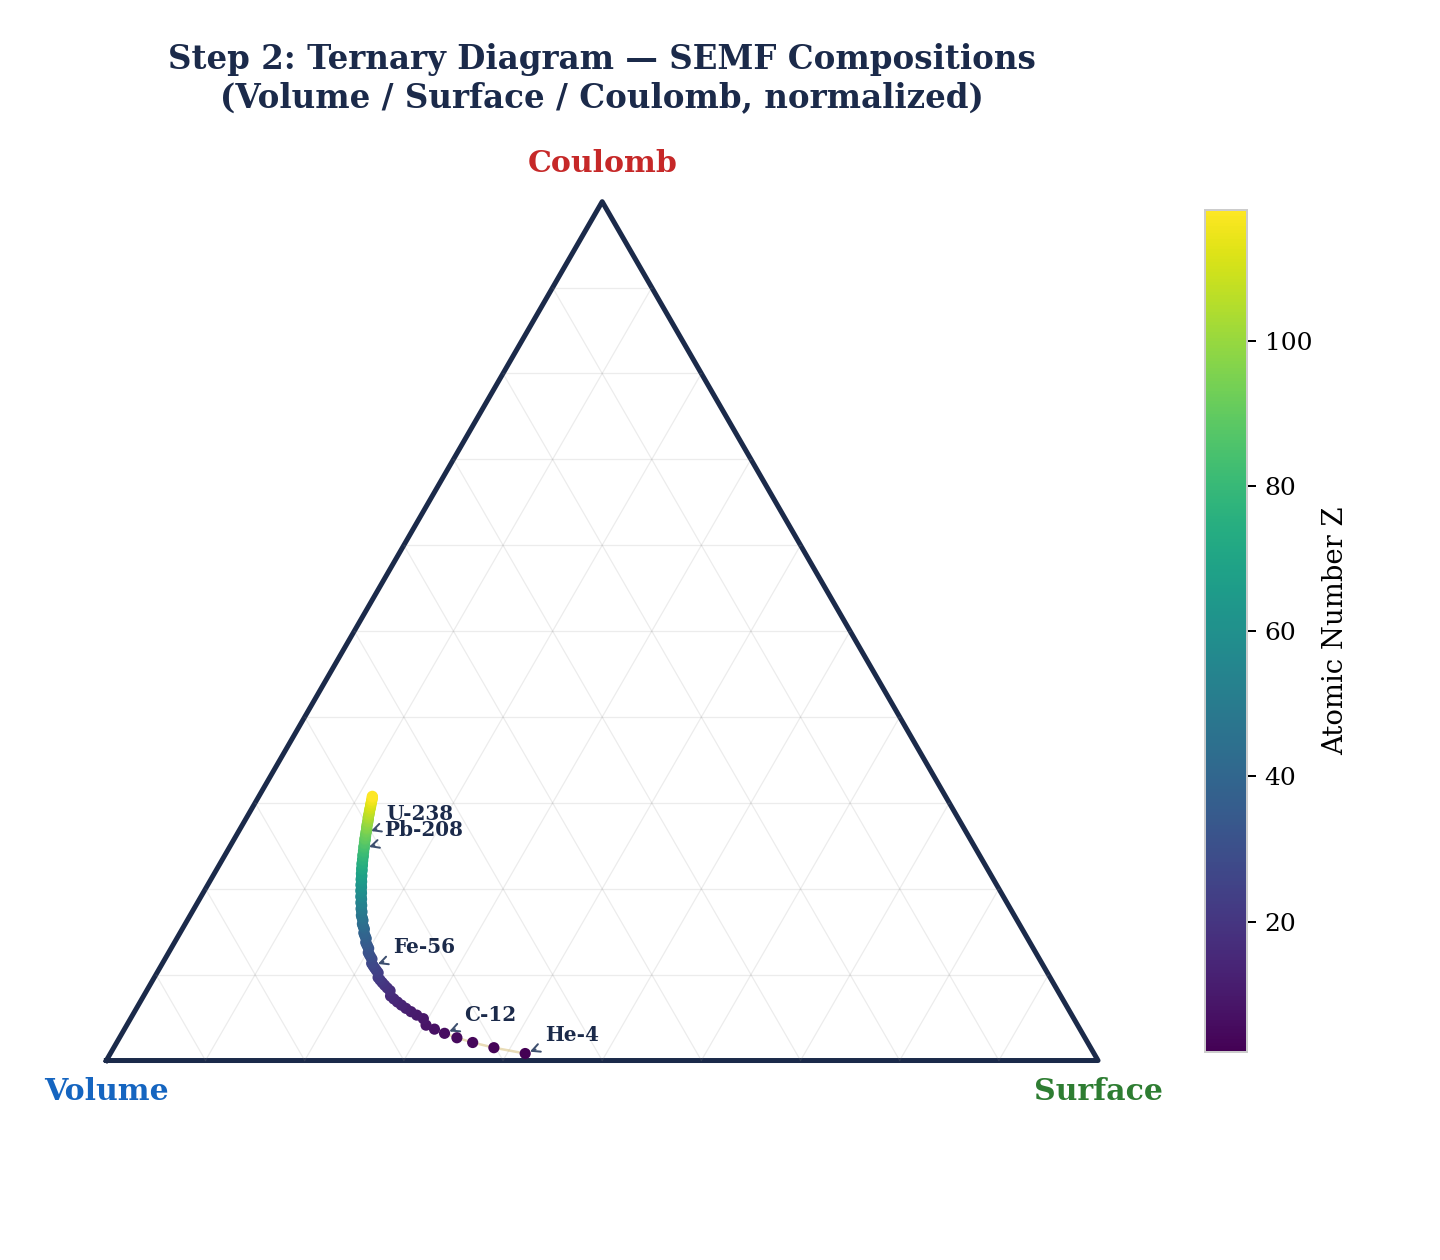 Step 2: Ternary Diagram — SEMF Compositions
(Volume / Surface / Coulomb, normalized)
Coulomb
100
80
60
40
20
Atomic Number Z
U-238
Pb-208
Fe-56
C-12
He-4
Volume
Surface